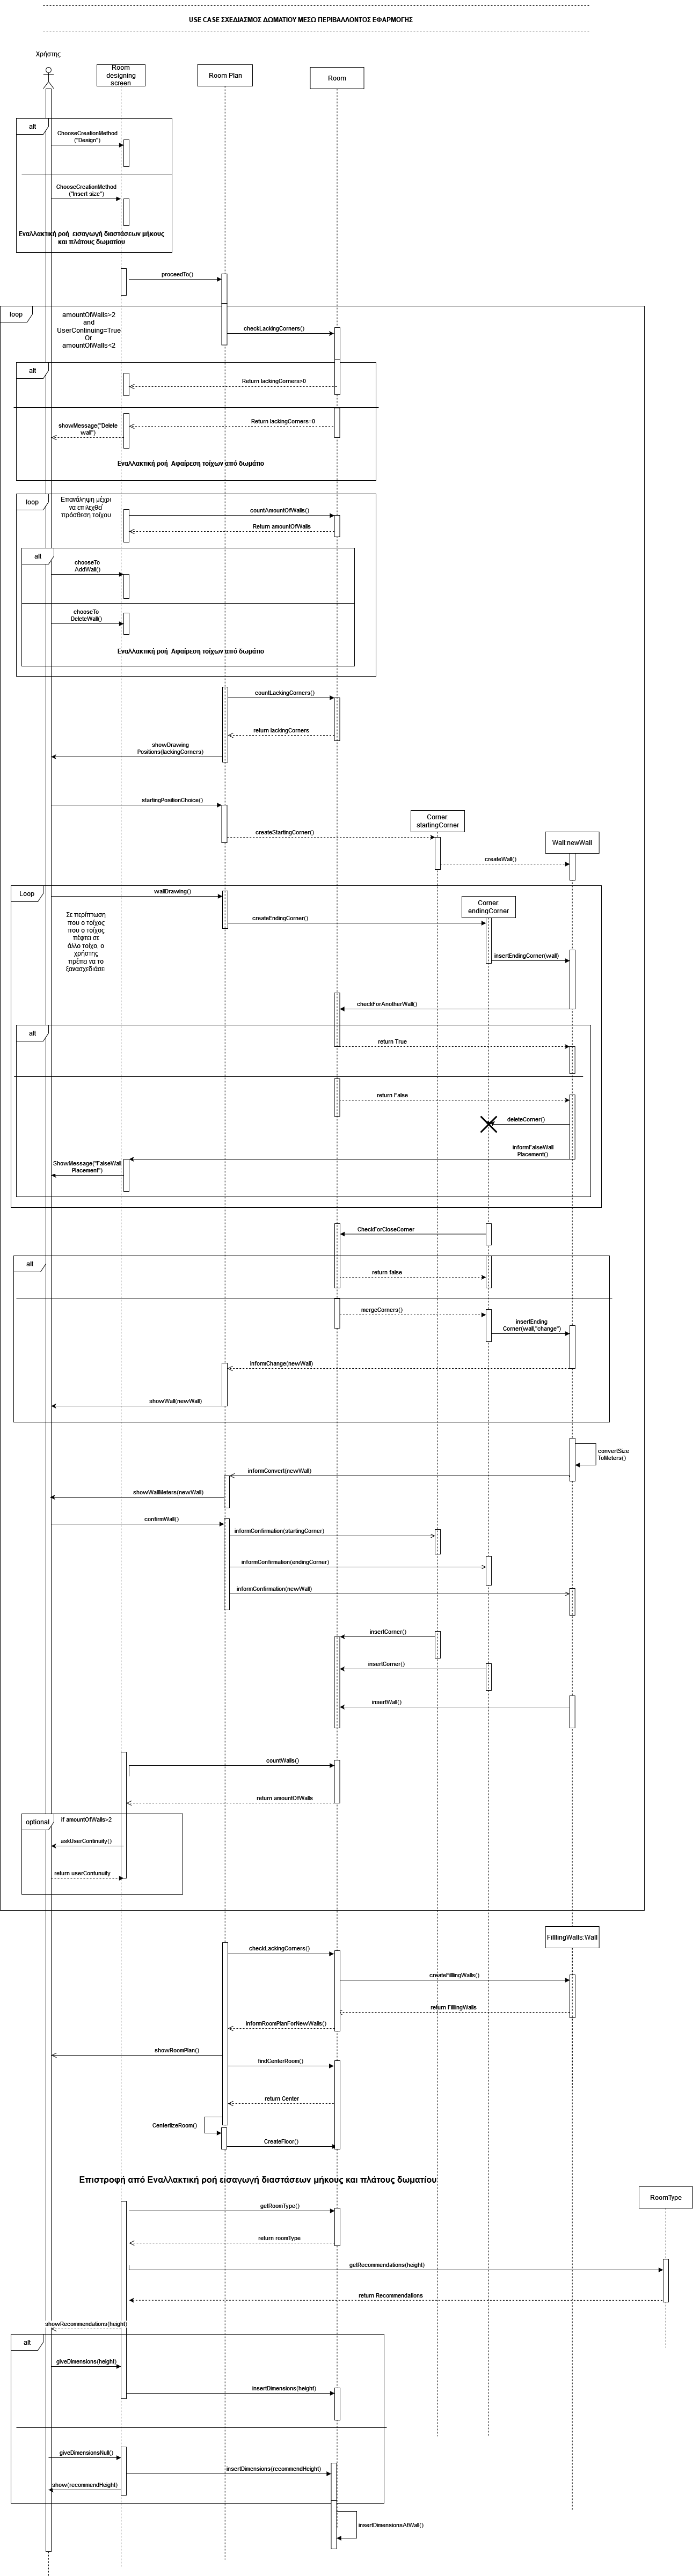 USE CASE ΣΧΕΔΙΑΣΜΟΣ ΔΩΜΑΤΙΟΥ ΜΕΣΩ ΠΕΡΙΒΑΛΛΟΝΤΟΣ ΕΦΑΡΜΟΓΗΣ
Χρήστης
Room
designing
screen
Room Plan
Room
alt
ChooseCreationMethod
("Design")
ChooseCreationMethod
("Insert size")
Εναλλακτική ροή εισαγωγή διαστάσεων μήκους
και πλάτους δωματίου
proceedTo()
loop
amountOfWalls>2
and
UserContinuing=True
Or
amountOfWalls<2
checkLackingCorners()
alt
Return lackingCorners>0
Return lackingCorners=0
showMessage("Delete
wall")
Εναλλακτική ροή Αφαίρεση τοίχων από δωμάτιο
loop
Επανάληψη μέχρι
να επιλεχθεί
πρόσθεση τοίχου
countAmountOfWalls()
Return amountOfWalls
alt
chooseTo
AddWall()
chooseTo
DeleteWall()
Εναλλακτική ροή Αφαίρεση τοίχων από δωμάτιο
countLackingCorners()
return lackingCorners
showDrawing
Positions(lackingCorners)
startingPositionChoice()
Corner:
startingCorner
createStartingCorner()
Wall:newWall
createWall()
Loop
wallDrawing()
Corner:
endingCorner
Σε περίπτωση
που ο τοίχος
που ο τοίχος
πέφτει σε
άλλο τοίχο, ο
χρήστης
πρέπει να το
ξανασχεδιάσει
createEndingCorner()
insertEndingCorner(wall)
checkForAnotherWall()
alt
return True
return False
deleteCorner()
informFalseWall
Placement()
ShowMessage("FalseWall
Placement")
CheckForCloseCorner
alt
return false
mergeCorners()
insertEnding
Corner(wall,"change")
informChange(newWall)
showWall(newWall)
convertSize
ToMeters()
informConvert(newWall)
showWallMeters(newWall)
confirmWall()
informConfirmation(startingCorner)
informConfirmation(endingCorner)
informConfirmation(newWall)
insertCorner()
insertCorner()
insertWall()
countWalls()
return amountOfWalls
optional
if amountOfWalls>2
askUserContinuity()
return userContunuity
FilllingWalls:Wall
checkLackingCorners()
createFilllingWalls()
return FilllingWalls
informRoomPlanForNewWalls()
showRoomPlan()
findCenterRoom()
return Center
CenterlizeRoom()
CreateFloor()
Επιστροφή από Εναλλακτική ροή εισαγωγή διαστάσεων μήκους και πλάτους δωματίου
RoomType
getRoomType()
return roomType
getRecommendations(height)
return Recommendations
showRecommendations(height)
alt
giveDimensions(height)
insertDimensions(height)
giveDimensionsNull()
insertDimensions(recommendHeight)
show(recommendHeight)
insertDimensionsAtWall()